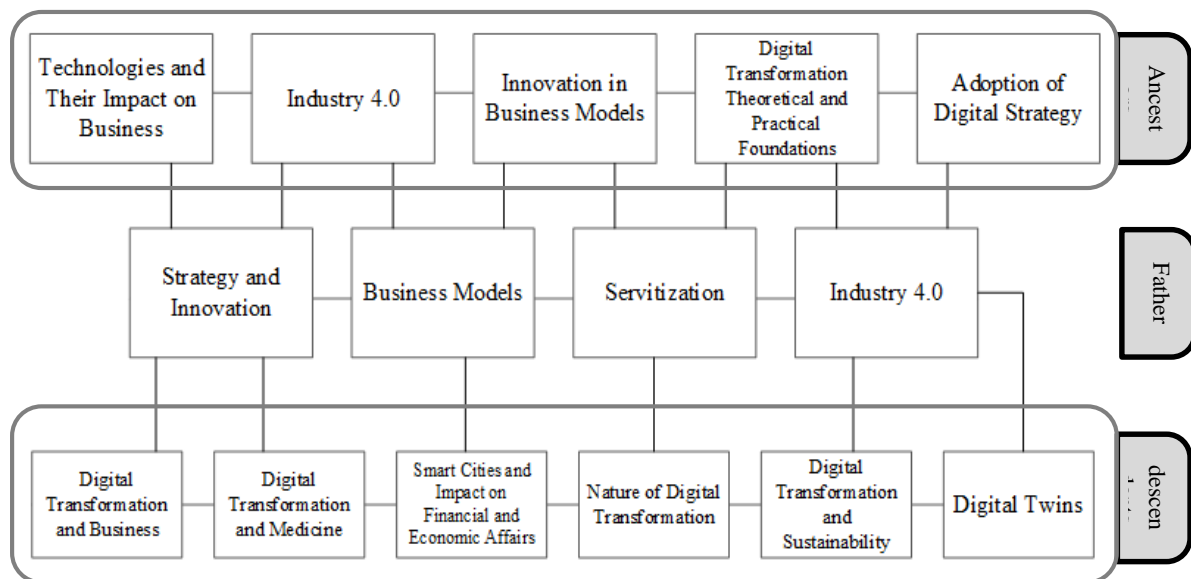 Technologies and
Their Impact on
Business
Industry 4.0
Innovation in
Business Models
Digital
Transformation
Theoretical and
Practical
Foundations
Adoption of
Digital Strategy
Ancest
Strategy and
Innovation
Business Models
Servitization
Industry 4.0
Father
Digital
Transformation
and Business
Digital
Transformation
and Medicine
Smart Cities and
Impact on
Financial and
Economic Affairs
Nature of Digital
Transformation
Digital
Transformation
and
Sustainability
Digital Twins
descen